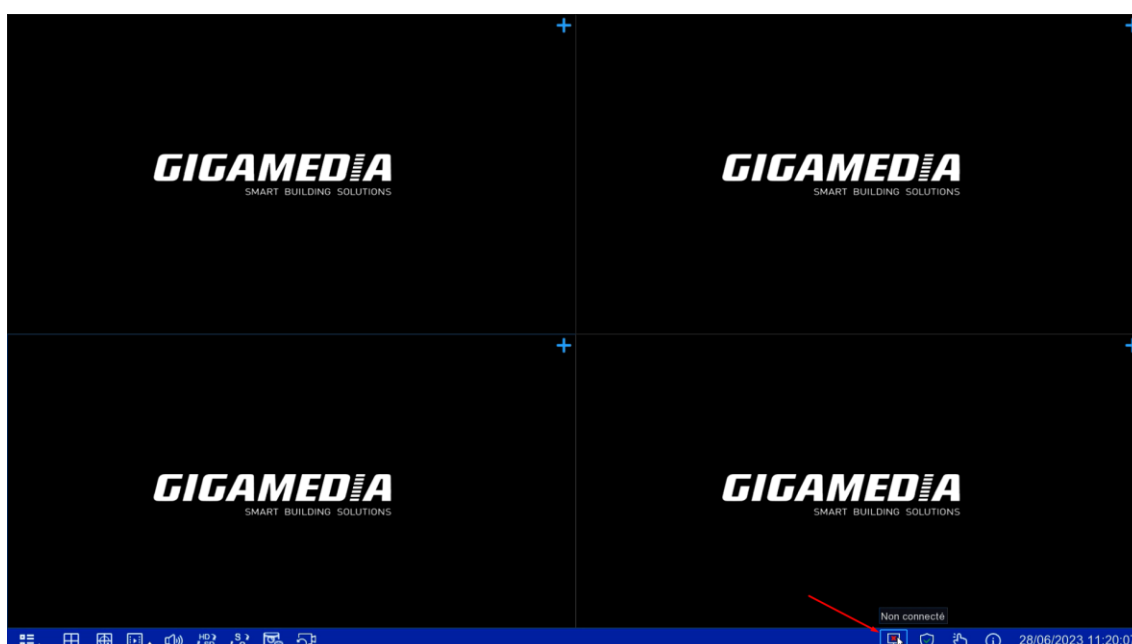 GIGAMEDIA
SMART BUILDING SOLUTIONS
GIGAMEDIA
SMART BUILDING SOLUTIONS
GIGAMEDIA
SMART BUILDING SOLUTIONS
GIGAMEDIA
SMART BUILDING SOLUTIONS
Non connecté
HD
S
28/06/2023 11:20:0